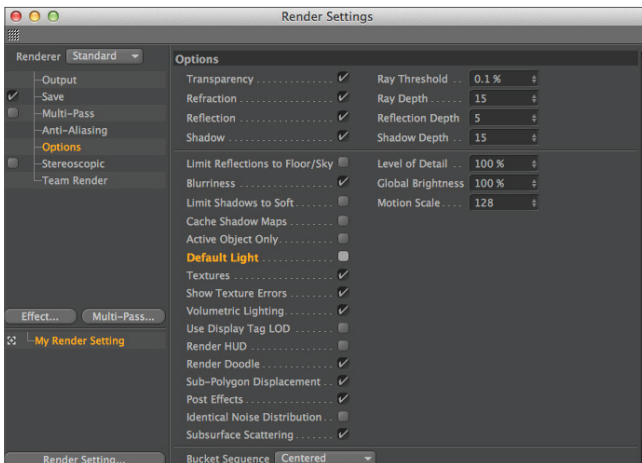 Render Settings
Renderer Standard
Output
Save
Multi-Pass
Anti-Aliasing
Options
Stereoscopic
Team Render
Effect... Multi-Pass...
My Render Setting
Render Setting...
Options
Transparency Ray Threshold 0.1 %
Refraction Ray Depth 15
Reflection Reflection Depth 5
Shadow Shadow Depth 15
Limit Reflections to Floor/Sky Level of Detail 100 %
Blurriness Global Brightness 100 %
Limit Shadows to Soft Motion Scale 128
Cache Shadow Maps
Active Object Only
Default Light
Textures
Show Texture Errors
Volumetric Lighting
Use Display Tag LOD
Render HUD
Render Doodle
Sub-Polygon Displacement
Post Effects
Identical Noise Distribution
Subsurface Scattering
Bucket Sequence Centered